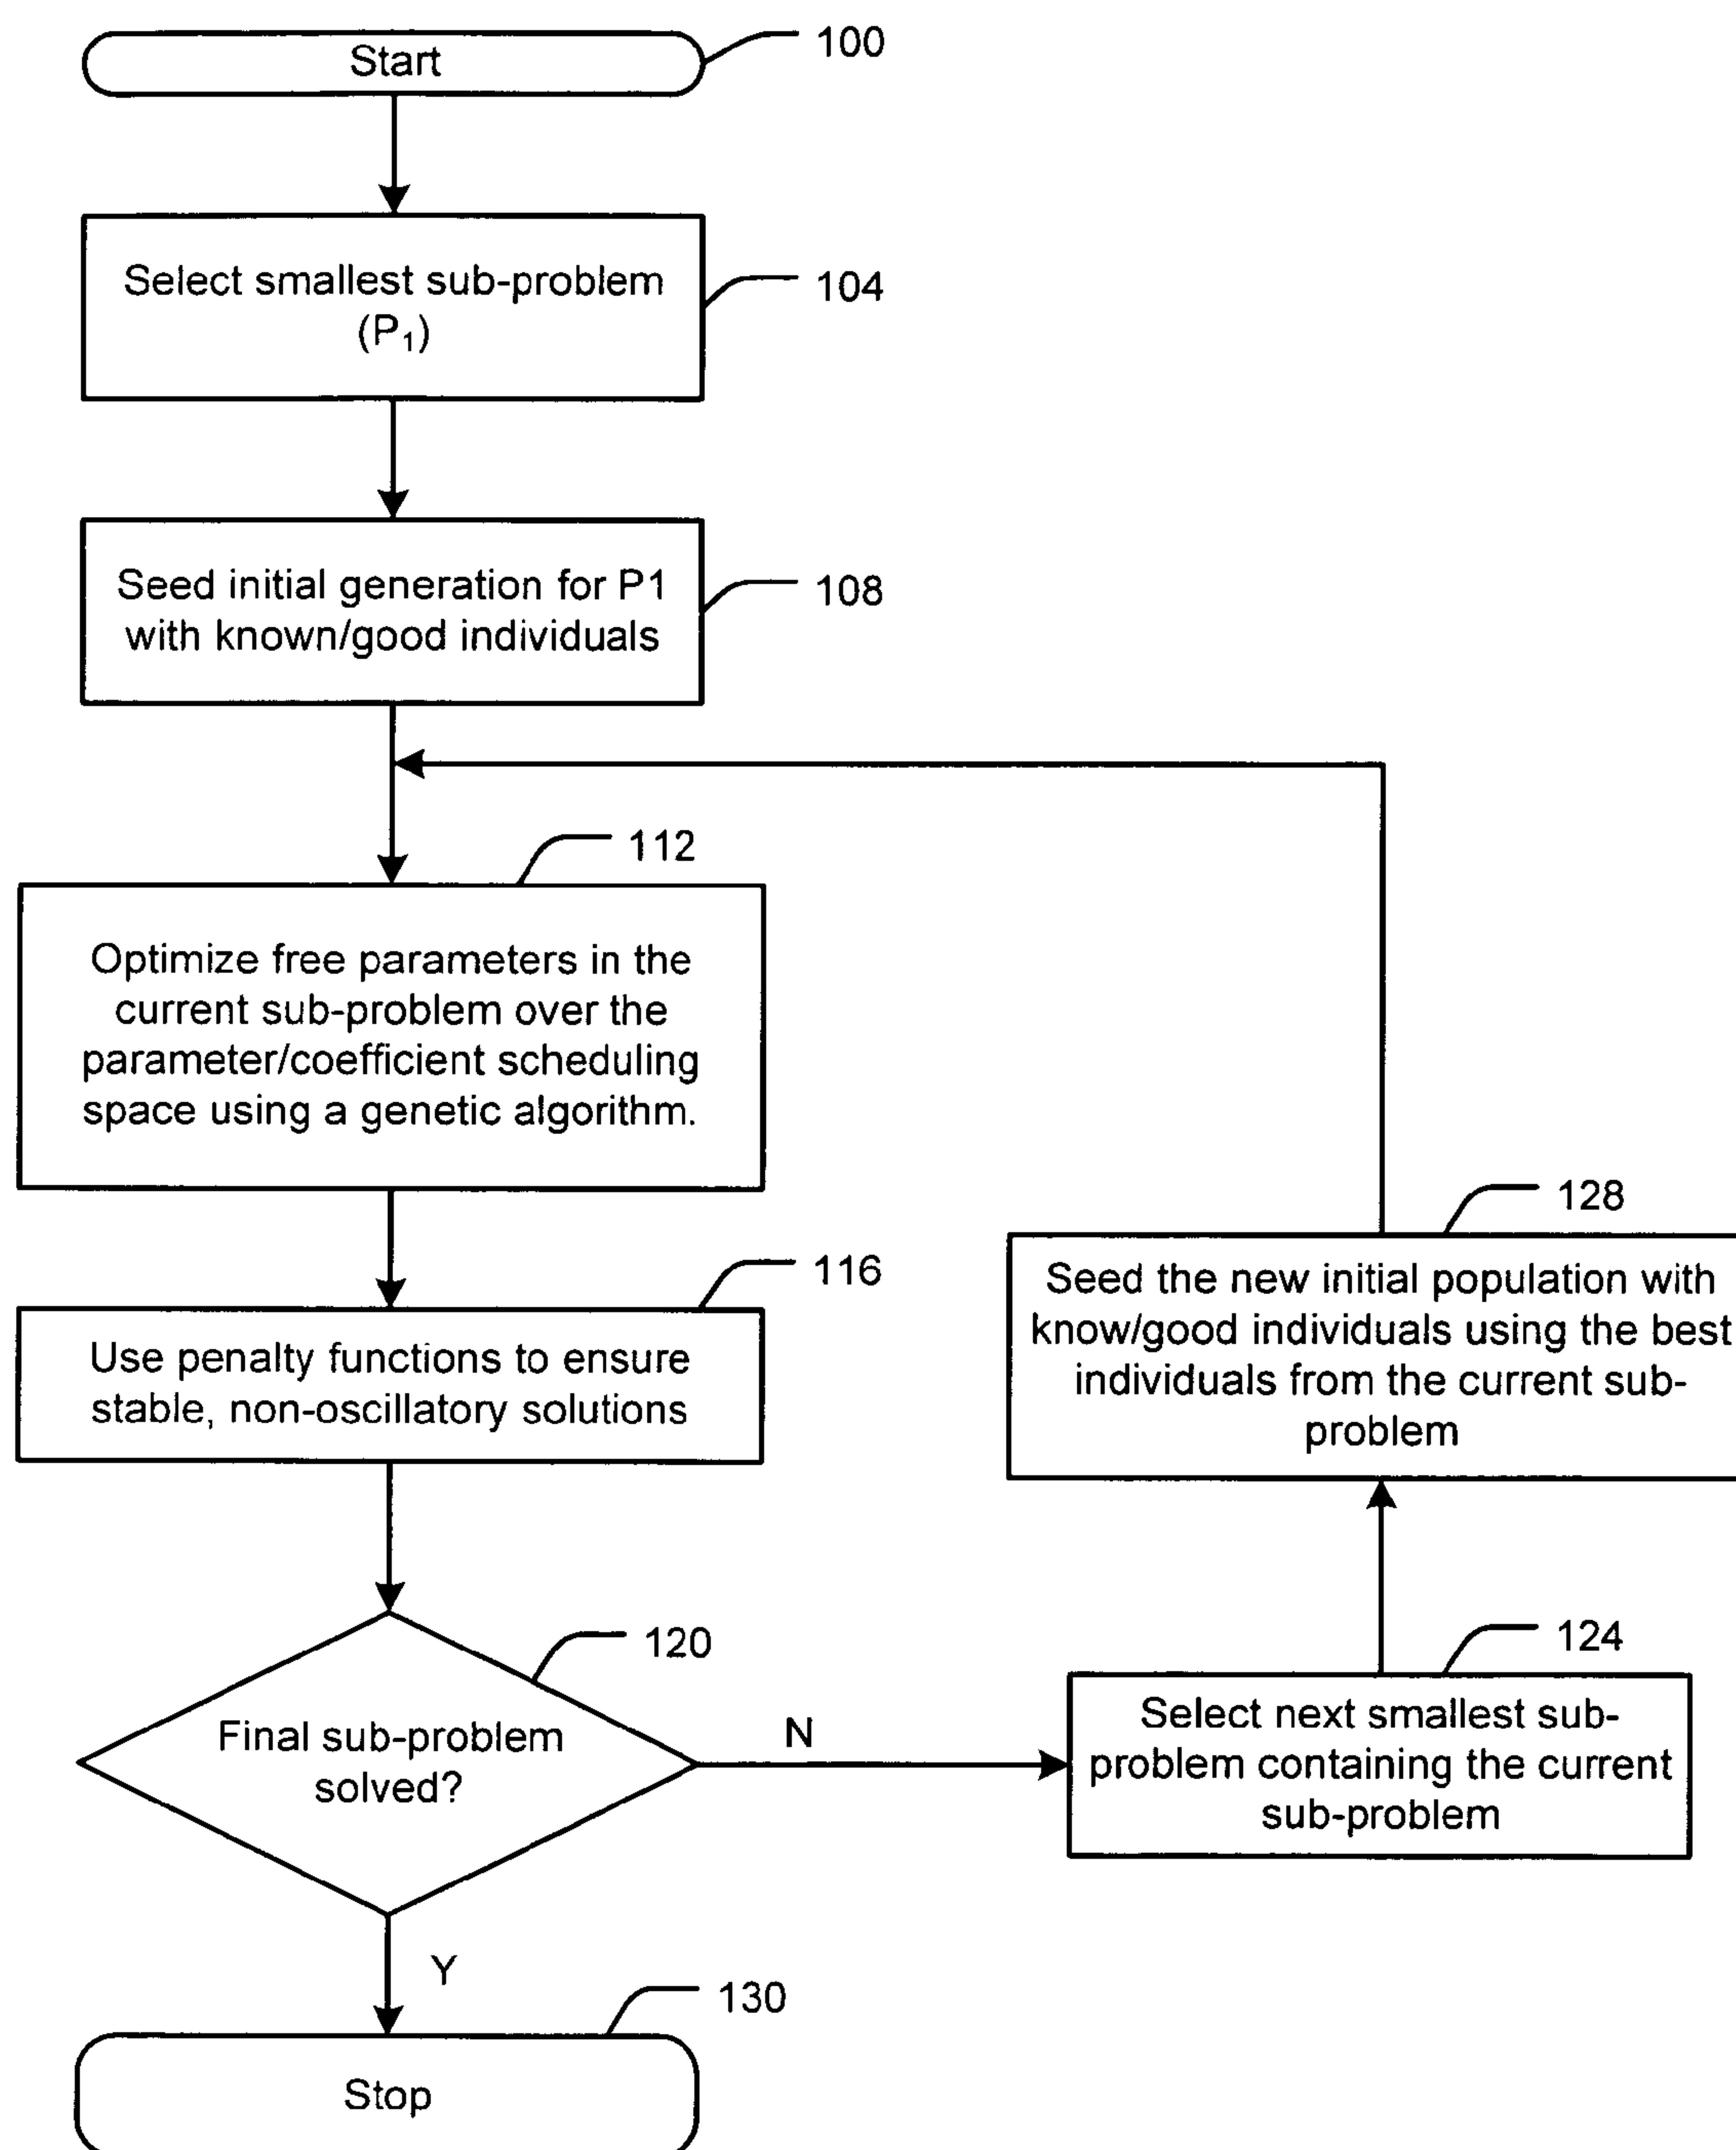 Start
100
Select smallest sub-problem
(P₁)
104
Seed initial generation for P1
with known/good individuals
108
112
Optimize free parameters in the
current sub-problem over the
parameter/coefficient scheduling
space using a genetic algorithm.
116
Use penalty functions to ensure
stable, non-oscillatory solutions
120
Final sub-problem
solved?
N
Y
124
Select next smallest sub-
problem containing the current
sub-problem
128
Seed the new initial population with
know/good individuals using the best
individuals from the current sub-
problem
130
Stop